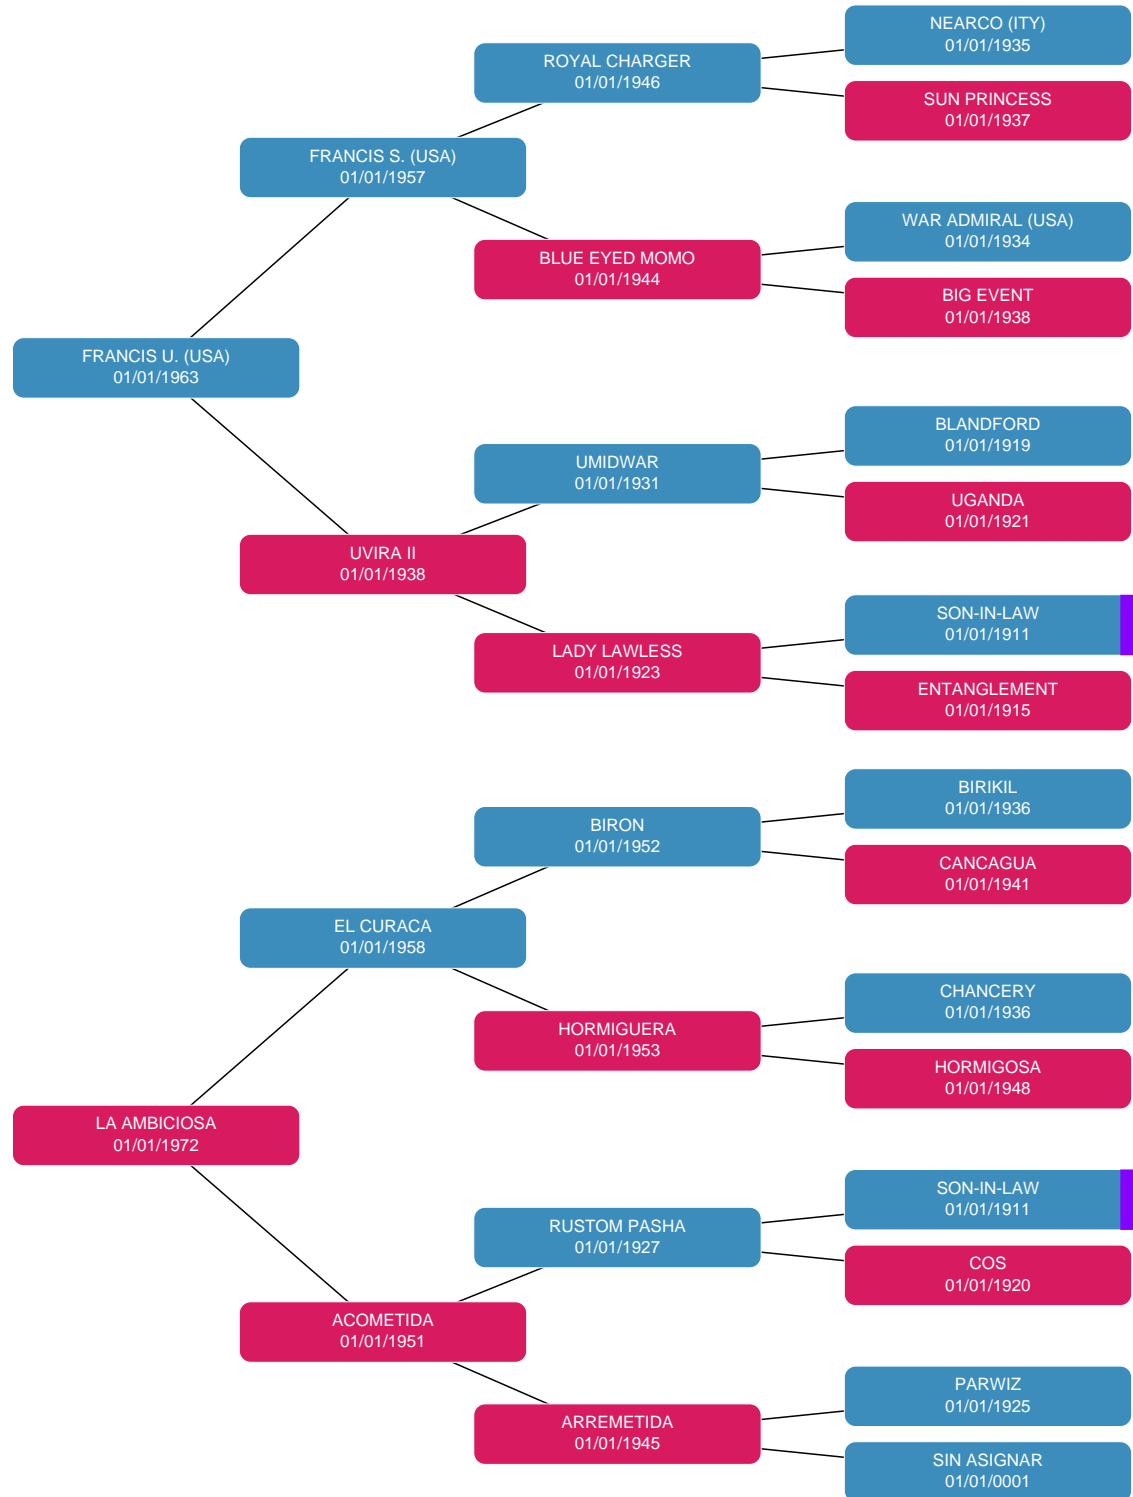 NEARCO (ITY)
01/01/1935
ROYAL CHARGER
01/01/1946
SUN PRINCESS
01/01/1937
FRANCIS S. (USA)
01/01/1957
WAR ADMIRAL (USA)
01/01/1934
BLUE EYED MOMO
01/01/1944
BIG EVENT
01/01/1938
FRANCIS U. (USA)
01/01/1963
BLANDFORD
01/01/1919
UMIDWAR
01/01/1931
UGANDA
01/01/1921
UVIRA II
01/01/1938
SON-IN-LAW
01/01/1911
LADY LAWLESS
01/01/1923
ENTANGLEMENT
01/01/1915
BIRIKIL
01/01/1936
BIRON
01/01/1952
CANCAGUA
01/01/1941
EL CURACA
01/01/1958
CHANCERY
01/01/1936
HORMIGUERA
01/01/1953
HORMIGOSA
01/01/1948
LA AMBICIOSA
01/01/1972
SON-IN-LAW
01/01/1911
RUSTOM PASHA
01/01/1927
COS
01/01/1920
ACOMETIDA
01/01/1951
PARWIZ
01/01/1925
ARREMETIDA
01/01/1945
SIN ASIGNAR
01/01/0001